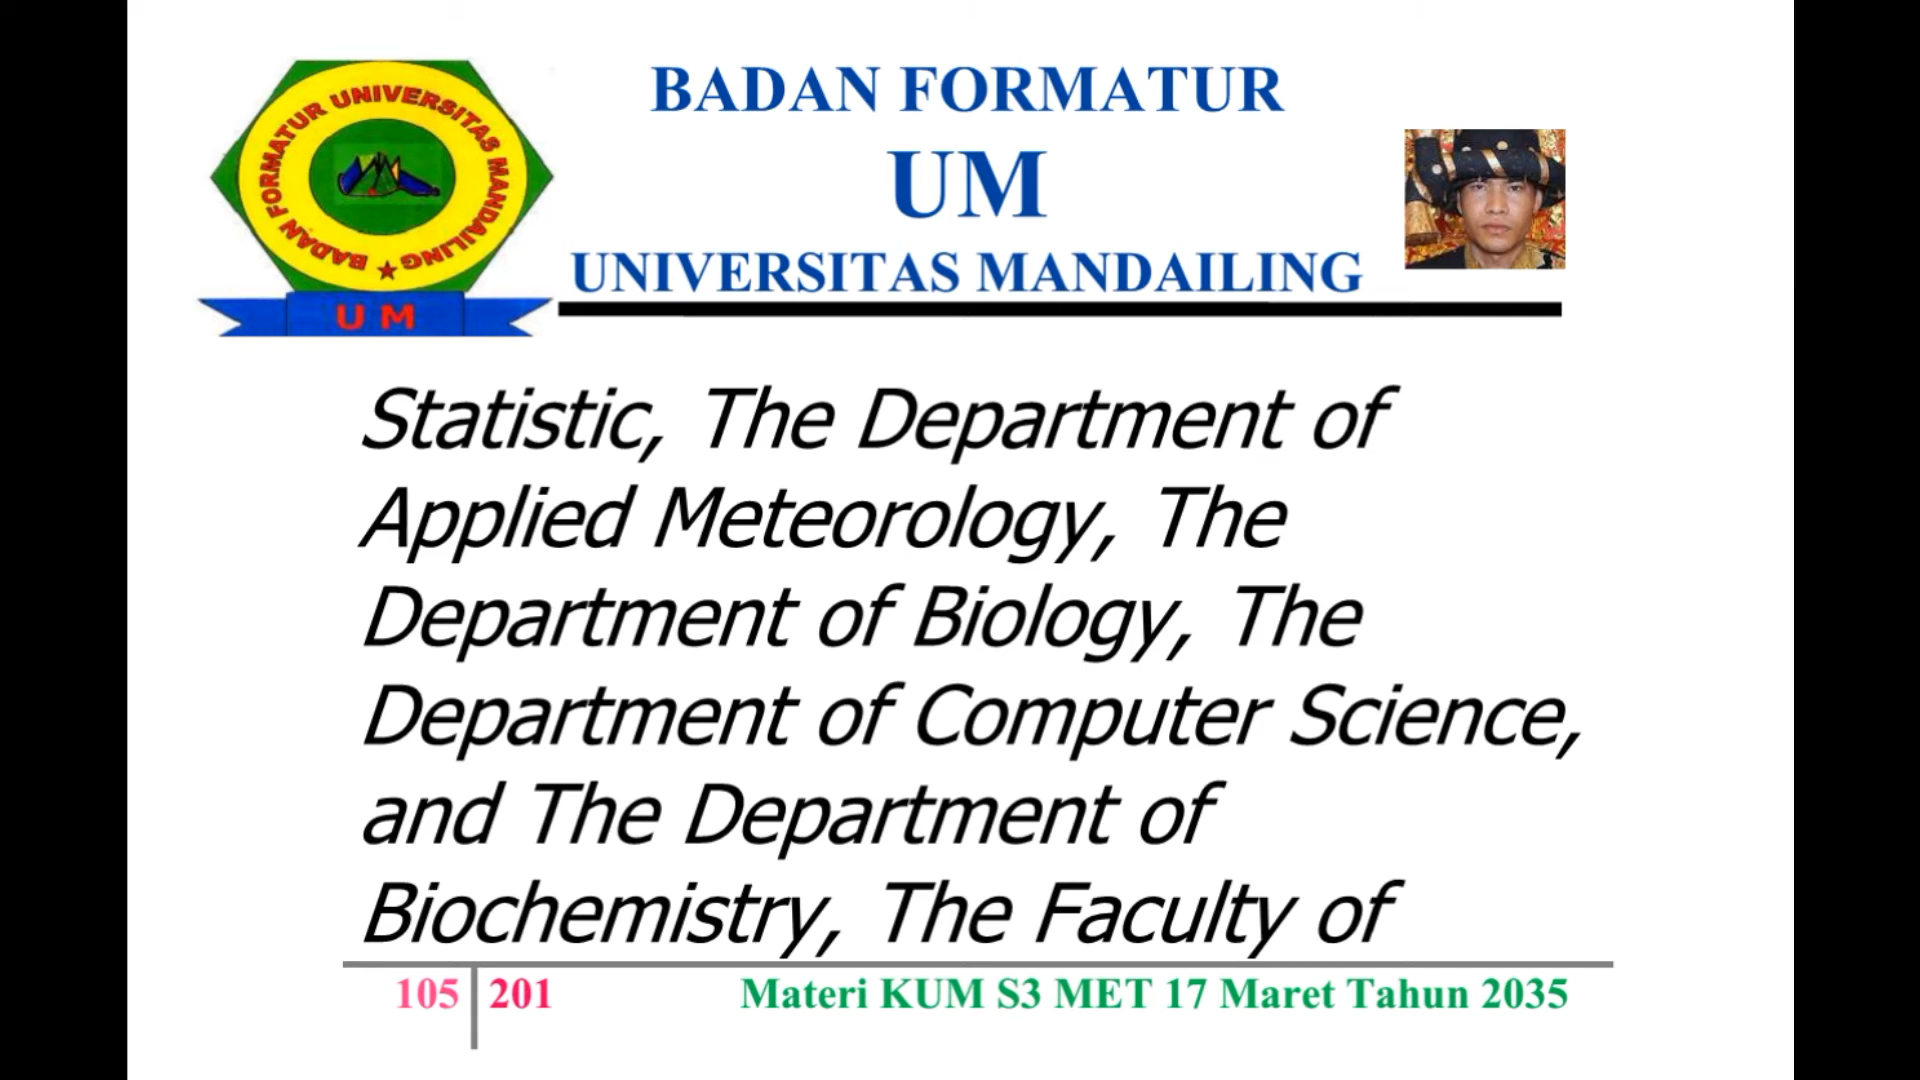 BADAN FORMATUR UNIVERSITAS MANDAILING
UM
BADAN FORMATUR
UM
UNIVERSITAS MANDAILING
Statistic, The Department of
Applied Meteorology, The
Department of Biology, The
Department of Computer Science,
and The Department of
Biochemistry, The Faculty of
105 201 Materi KUM S3 MET 17 Maret Tahun 2035